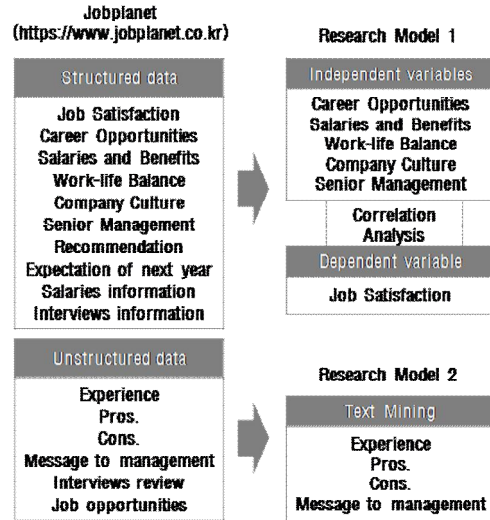 Jobplanet
(https://www.jobplanet.co.kr)
Structured data
Job Satisfaction
Career Opportunities
Salaries and Benefits
Work-life Balance
Company Culture
Senior Management
Recommendation
Expectation of next year
Salaries information
Interviews information
Unstructured data
Experience
Pros.
Cons.
Message to management
Interviews review
Job opportunities
Research Model 1
Independent variables
Career Opportunities
Salaries and Benefits
Work-life Balance
Company Culture
Senior Management
Correlation
Analysis
Dependent variable
Job Satisfaction
Research Model 2
Text Mining
Experience
Pros.
Cons.
Message to management